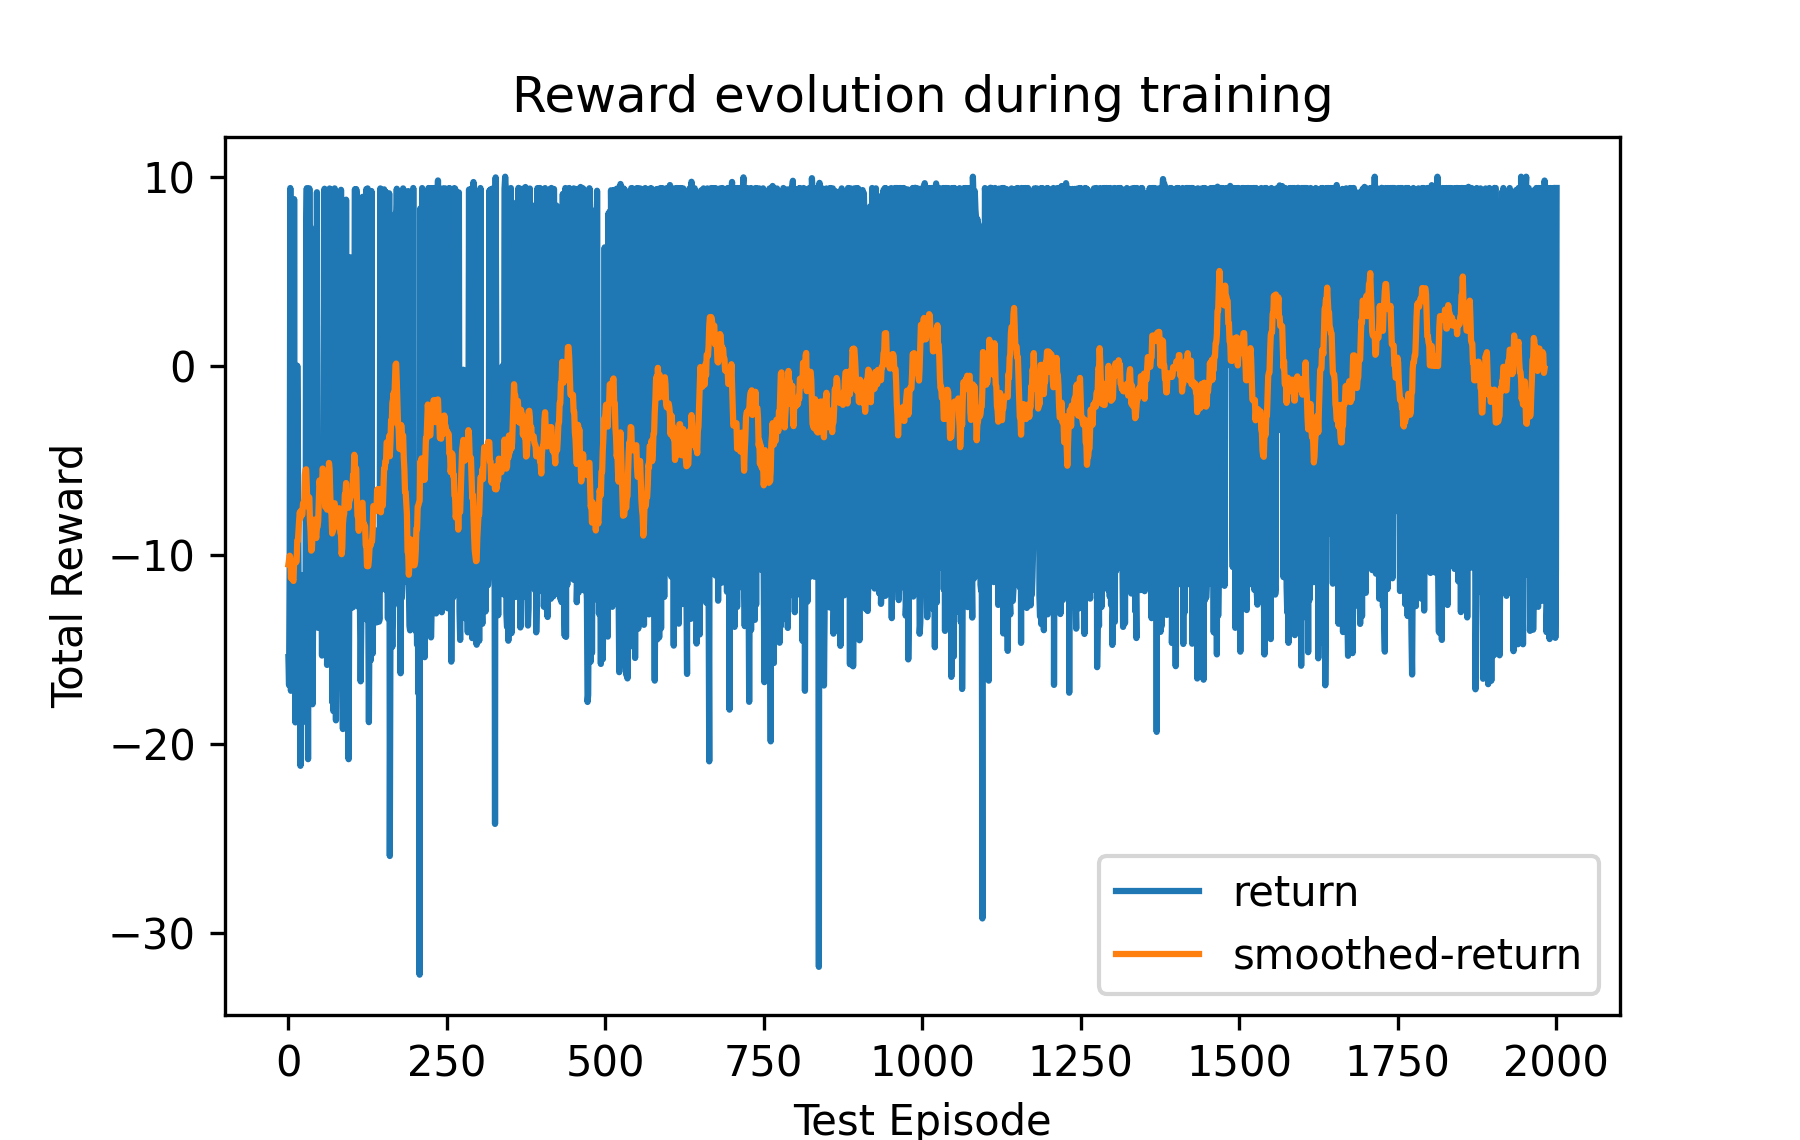 Reward evolution during training
10
0
−10
−20
−30
Total Reward
0 250 500 750 1000 1250 1500 1750 2000
Test Episode
return
smoothed-return